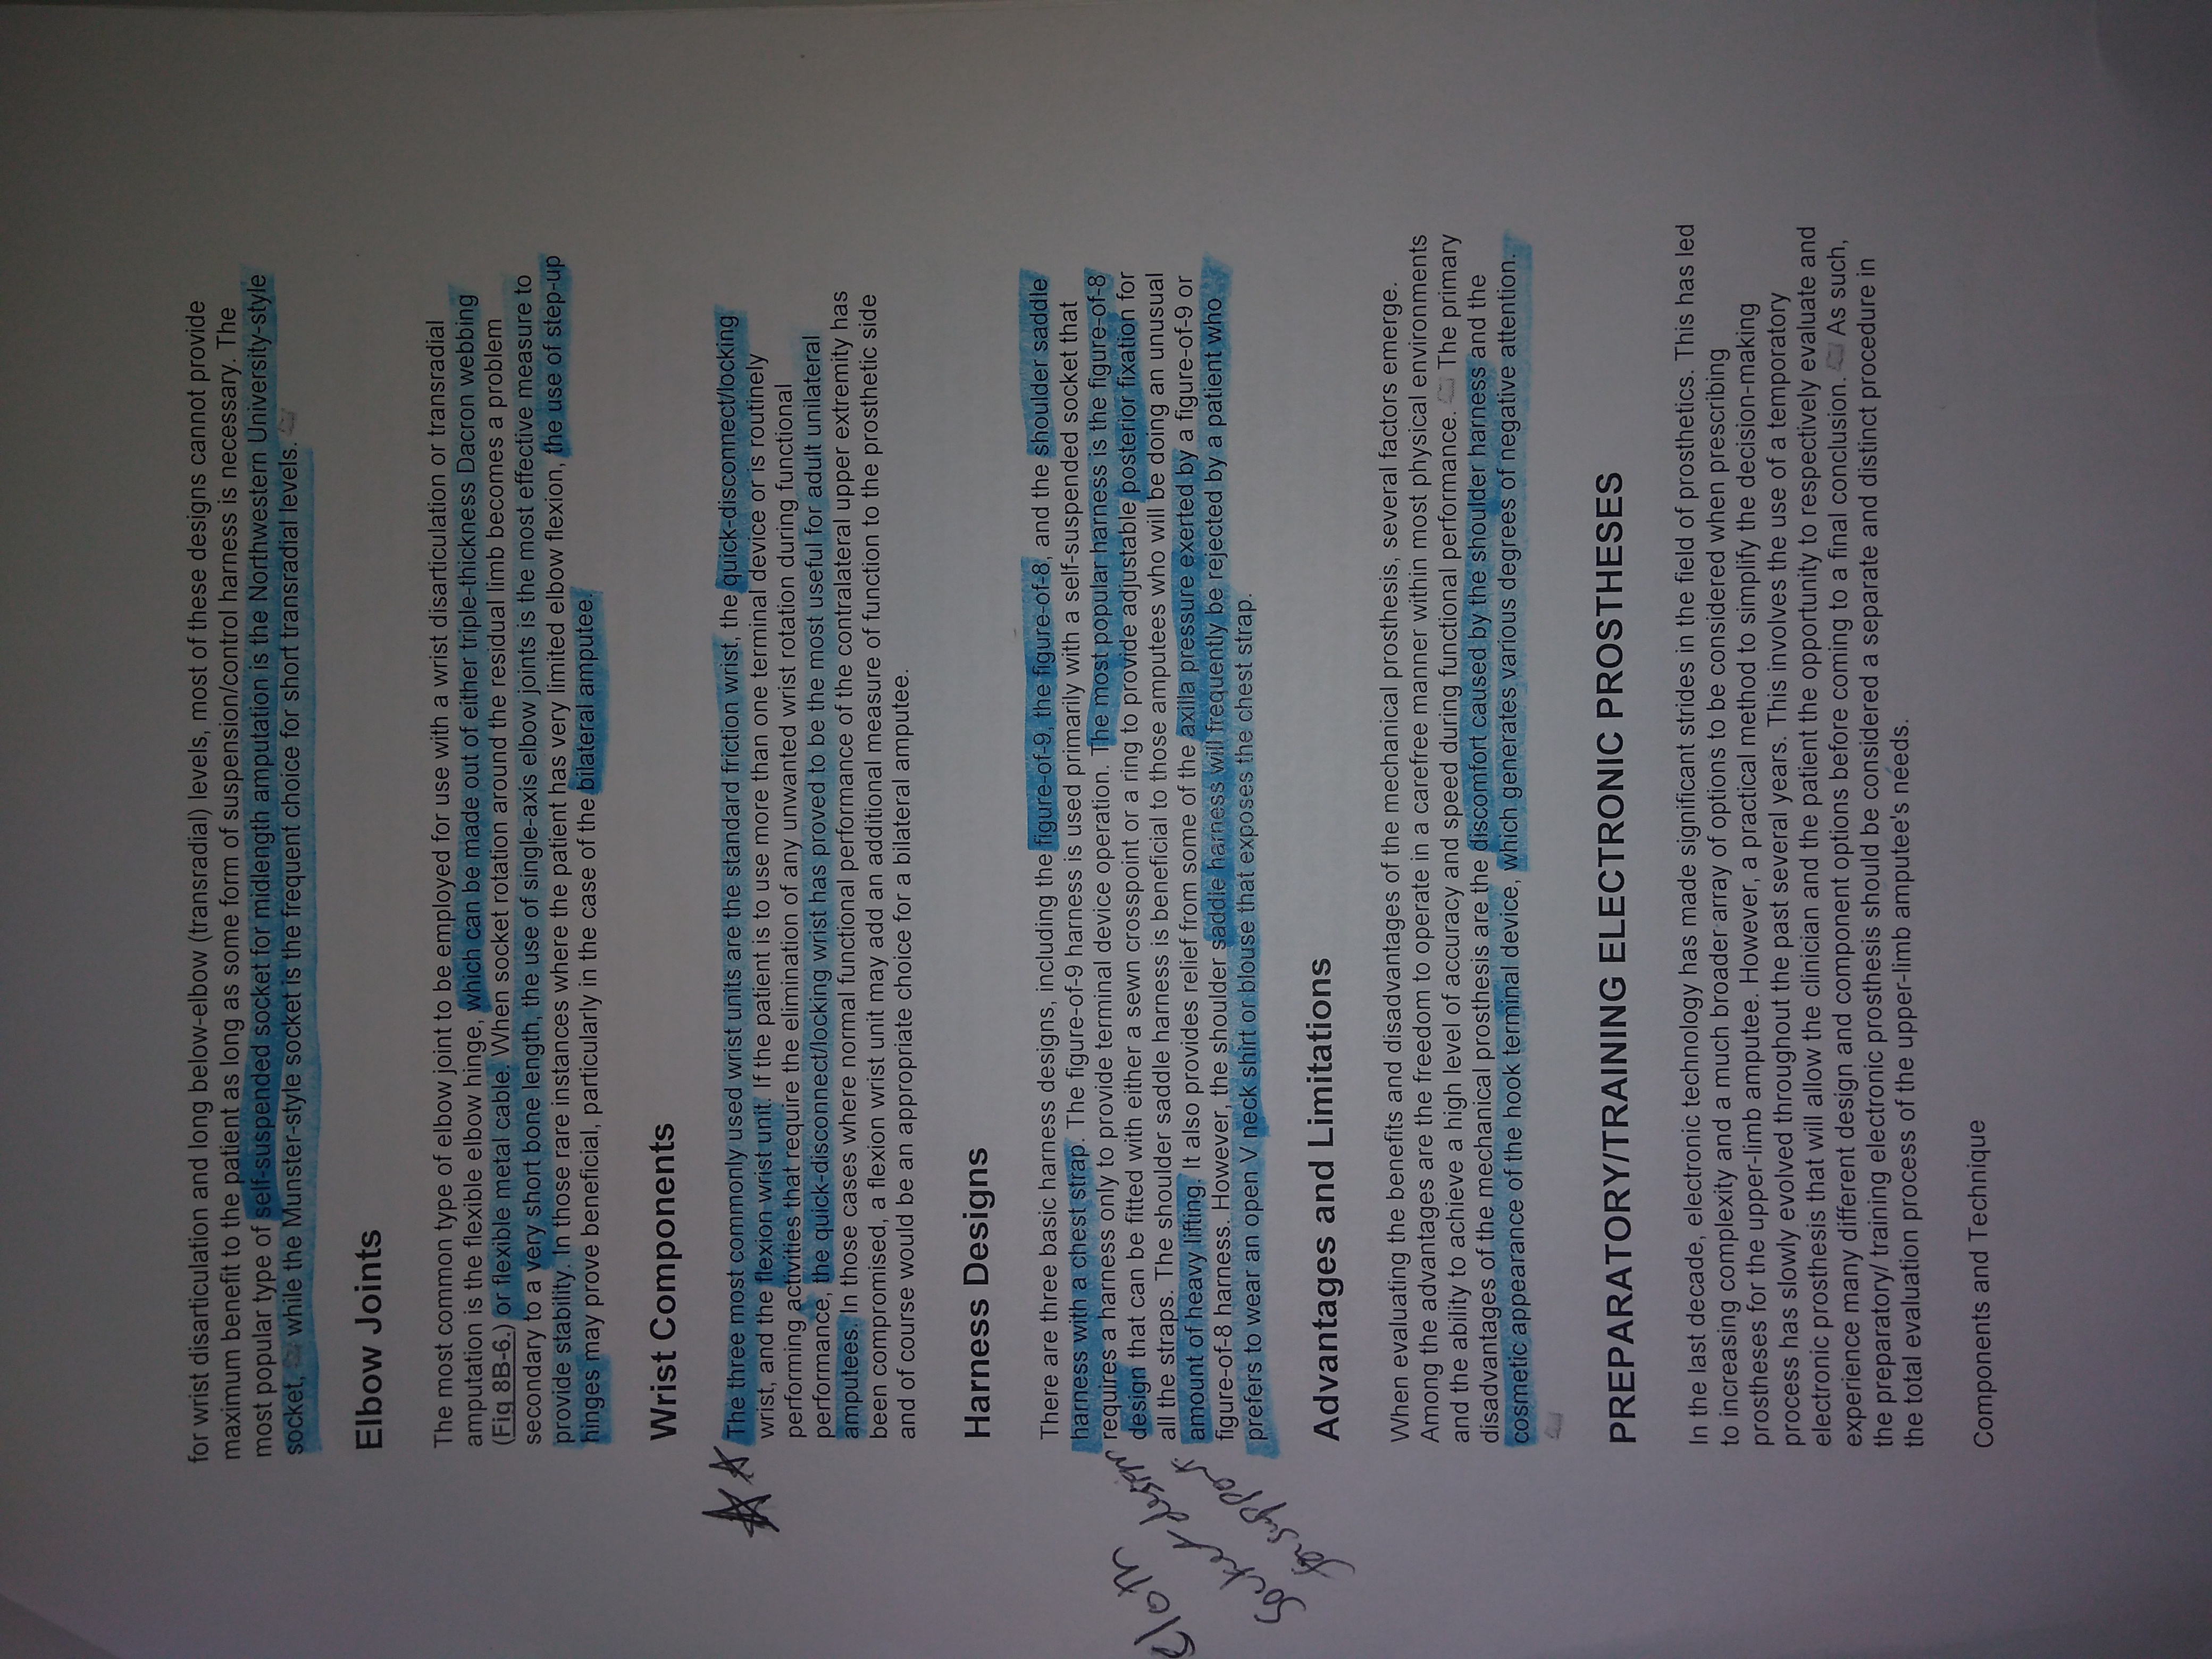 for wrist disarticulation and long below-elbow (transradial) levels, most of these designs cannot provide
maximum benefit to the patient as long as some form of suspension/control harness is necessary. The
most popular type of self-suspended socket for midlength amputation is the Northwestern University-style
socket, while the Munster-style socket is the frequent choice for short transradial levels.
Elbow Joints
The most common type of elbow joint to be employed for use with a wrist disarticulation or transradial
amputation is the flexible elbow hinge, which can be made out of either triple-thickness Dacron webbing
(Fig 8B-6.) or flexible metal cable. When socket rotation around the residual limb becomes a problem
secondary to a very short bone length, the use of single-axis elbow joints is the most effective measure to
provide stability. In those rare instances where the patient has very limited elbow flexion, the use of step-up
hinges may prove beneficial, particularly in the case of the bilateral amputee.
Wrist Components
The three most commonly used wrist units are the standard friction wrist, the quick-disconnect/locking
wrist, and the flexion wrist unit. If the patient is to use more than one terminal device or is routinely
performing activities that require the elimination of any unwanted wrist rotation during functional
performance, the quick-disconnect/locking wrist has proved to be the most useful for adult unilateral
amputees. In those cases where normal functional performance of the contralateral upper extremity has
been compromised, a flexion wrist unit may add an additional measure of function to the prosthetic side
and of course would be an appropriate choice for a bilateral amputee.
Harness Designs
There are three basic harness designs, including the figure-of-9, the figure-of-8, and the shoulder saddle
harness with a chest strap. The figure-of-9 harness is used primarily with a self-suspended socket that
requires a harness only to provide terminal device operation. The most popular harness is the figure-of-8
design that can be fitted with either a sewn crosspoint or a ring to provide adjustable posterior fixation for
all the straps. The shoulder saddle harness is beneficial to those amputees who will be doing an unusual
amount of heavy lifting. It also provides relief from some of the axilla pressure exerted by a figure-of-9 or
figure-of-8 harness. However, the shoulder saddle harness will frequently be rejected by a patient who
prefers to wear an open V neck shirt or blouse that exposes the chest strap.
cloth
Socket design
for support
Advantages and Limitations
When evaluating the benefits and disadvantages of the mechanical prosthesis, several factors emerge.
Among the advantages are the freedom to operate in a carefree manner within most physical environments
and the ability to achieve a high level of accuracy and speed during functional performance. The primary
disadvantages of the mechanical prosthesis are the discomfort caused by the shoulder harness and the
cosmetic appearance of the hook terminal device, which generates various degrees of negative attention.
PREPARATORY/TRAINING ELECTRONIC PROSTHESES
In the last decade, electronic technology has made significant strides in the field of prosthetics. This has led
to increasing complexity and a much broader array of options to be considered when prescribing
prostheses for the upper-limb amputee. However, a practical method to simplify the decision-making
process has slowly evolved throughout the past several years. This involves the use of a temporatory
electronic prosthesis that will allow the clinician and the patient the opportunity to respectively evaluate and
experience many different design and component options before coming to a final conclusion. As such,
the preparatory/ training electronic prosthesis should be considered a separate and distinct procedure in
the total evaluation process of the upper-limb amputee's needs.
Components and Technique